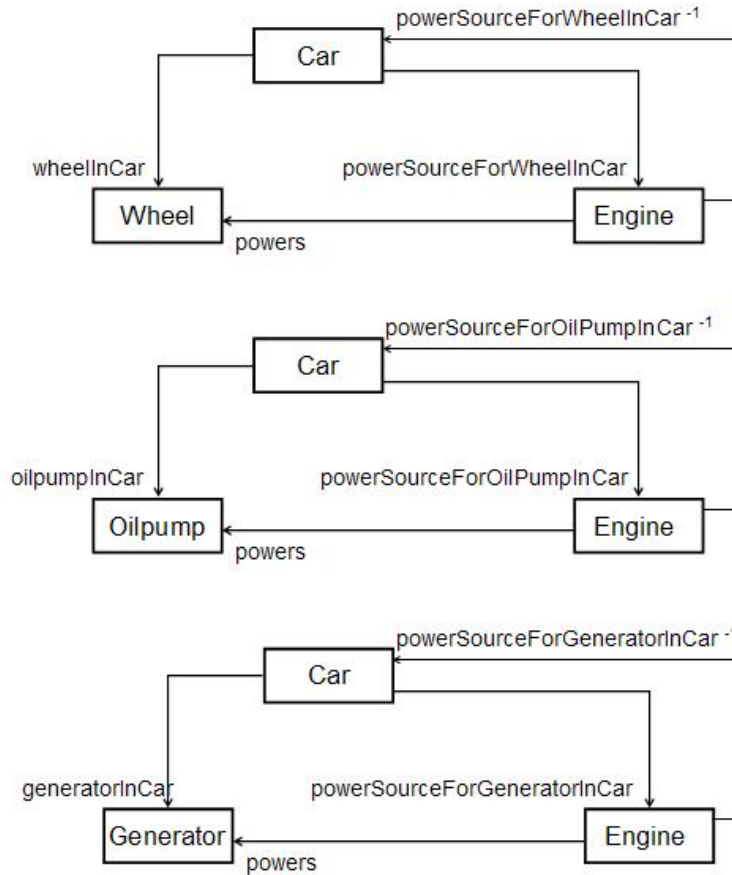 powerSourceForWheelInCar -1
Car
wheelInCar
powerSourceForWheelInCar
Wheel
Engine
powers
powerSourceForOilPumpInCar -1
Car
oilpumpInCar
powerSourceForOilPumpInCar
Oilpump
Engine
powers
powerSourceForGeneratorInCar -1
Car
generatorInCar
powerSourceForGeneratorInCar
Generator
Engine
powers